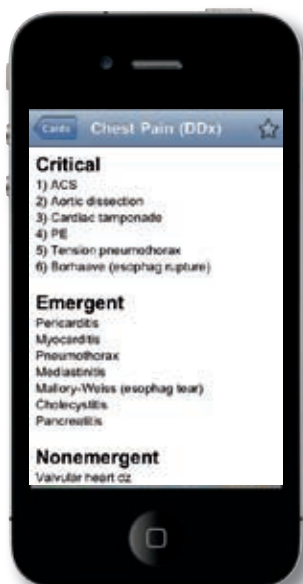 Cards
Chest Pain (DDx)
Critical
1) ACS
2) Aortic dissection
3) Cardiac tamponade
4) PE
5) Tension pneumothorax
6) Borhaave (esophag rupture)
Emergent
Pericarditis
Myocarditis
Pneumothorax
Mediastinitis
Mallory-Weiss (esophag tear)
Cholecystitis
Pancreatitis
Nonemergent
Valvular heart dz